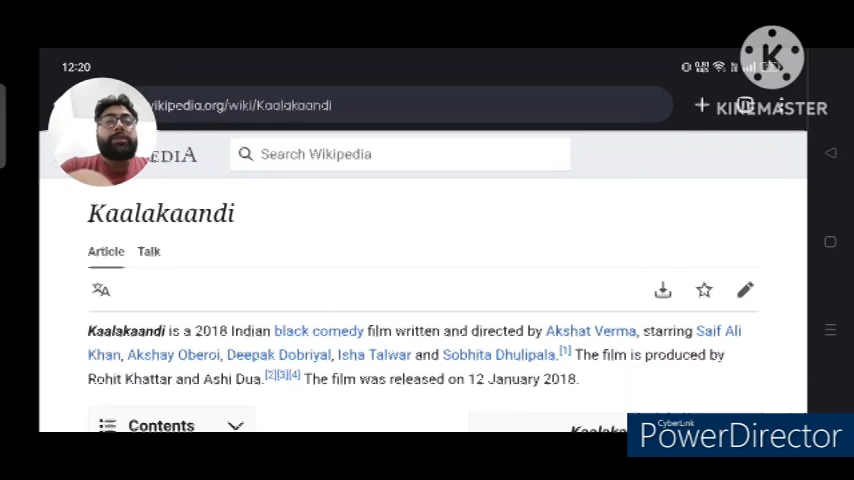 12:20
KINEMASTER
vikipedia.org/wiki/Kaalakaandi
EDIA
Search Wikipedia
Kaalakaandi
Article Talk
Kaalakaandi is a 2018 Indian black comedy film written and directed by Akshat Verma, starring Saif Ali
Khan, Akshay Oberoi, Deepak Dobriyal, Isha Talwar and Sobhita Dhulipala.[1] The film is produced by
Rohit Khattar and Ashi Dua.[2][3][4] The film was released on 12 January 2018.
Contents
CyberLink
PowerDirector